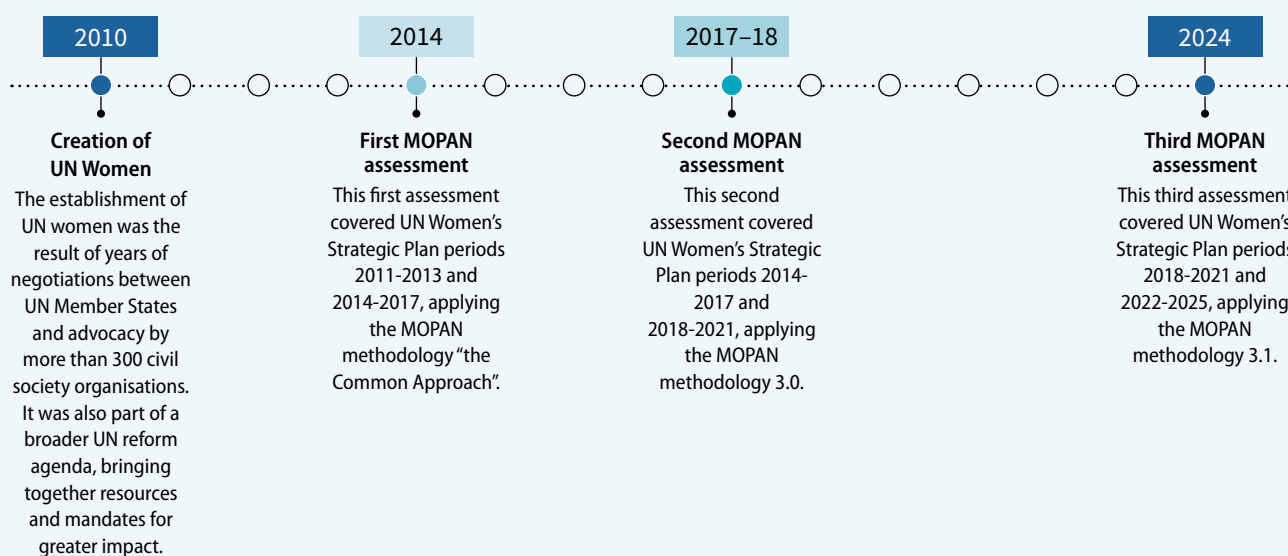 2010
Creation of
UN Women
The establishment of
UN women was the
result of years of
negotiations between
UN Member States
and advocacy by
more than 300 civil
society organisations.
It was also part of a
broader UN reform
agenda, bringing
together resources
and mandates for
greater impact.
2014
First MOPAN
assessment
This first assessment
covered UN Women’s
Strategic Plan periods
2011-2013 and
2014-2017, applying
the MOPAN
methodology “the
Common Approach”.
2017–18
Second MOPAN
assessment
This second
assessment covered
UN Women’s Strategic
Plan periods 2014-
2017 and
2018-2021, applying
the MOPAN
methodology 3.0.
2024
Third MOPAN
assessment
This third assessment
covered UN Women’s
Strategic Plan periods
2018-2021 and
2022-2025, applying
the MOPAN
methodology 3.1.